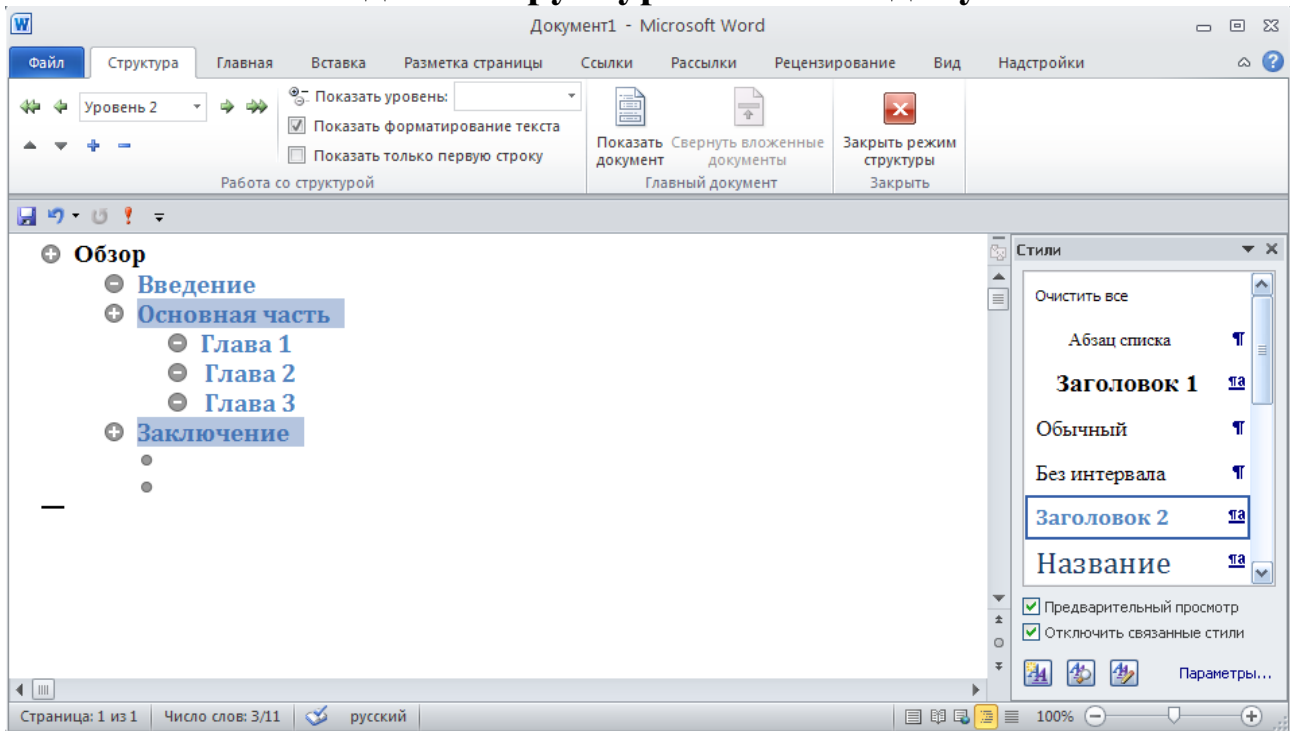 Документ1 - Microsoft Word
Файл Структура Главная Вставка Разметка страницы Ссылки Рассылки Рецензирование Вид Надстройки
Уровень 2
Показать уровень:
Показать форматирование текста
Показать только первую строку
Работа со структурой
Показать документ
Свернуть вложенные документы
Главный документ
Закрыть режим структуры
Закрыть
Обзор
Введение
Основная часть
Глава 1
Глава 2
Глава 3
Заключение
Стили
Очистить все
Абзац списка
Заголовок 1
Обычный
Без интервала
Заголовок 2
Название
Предварительный просмотр
Отключить связанные стили
Параметры...
Страница: 1 из 1 Число слов: 3/11 русский 100%